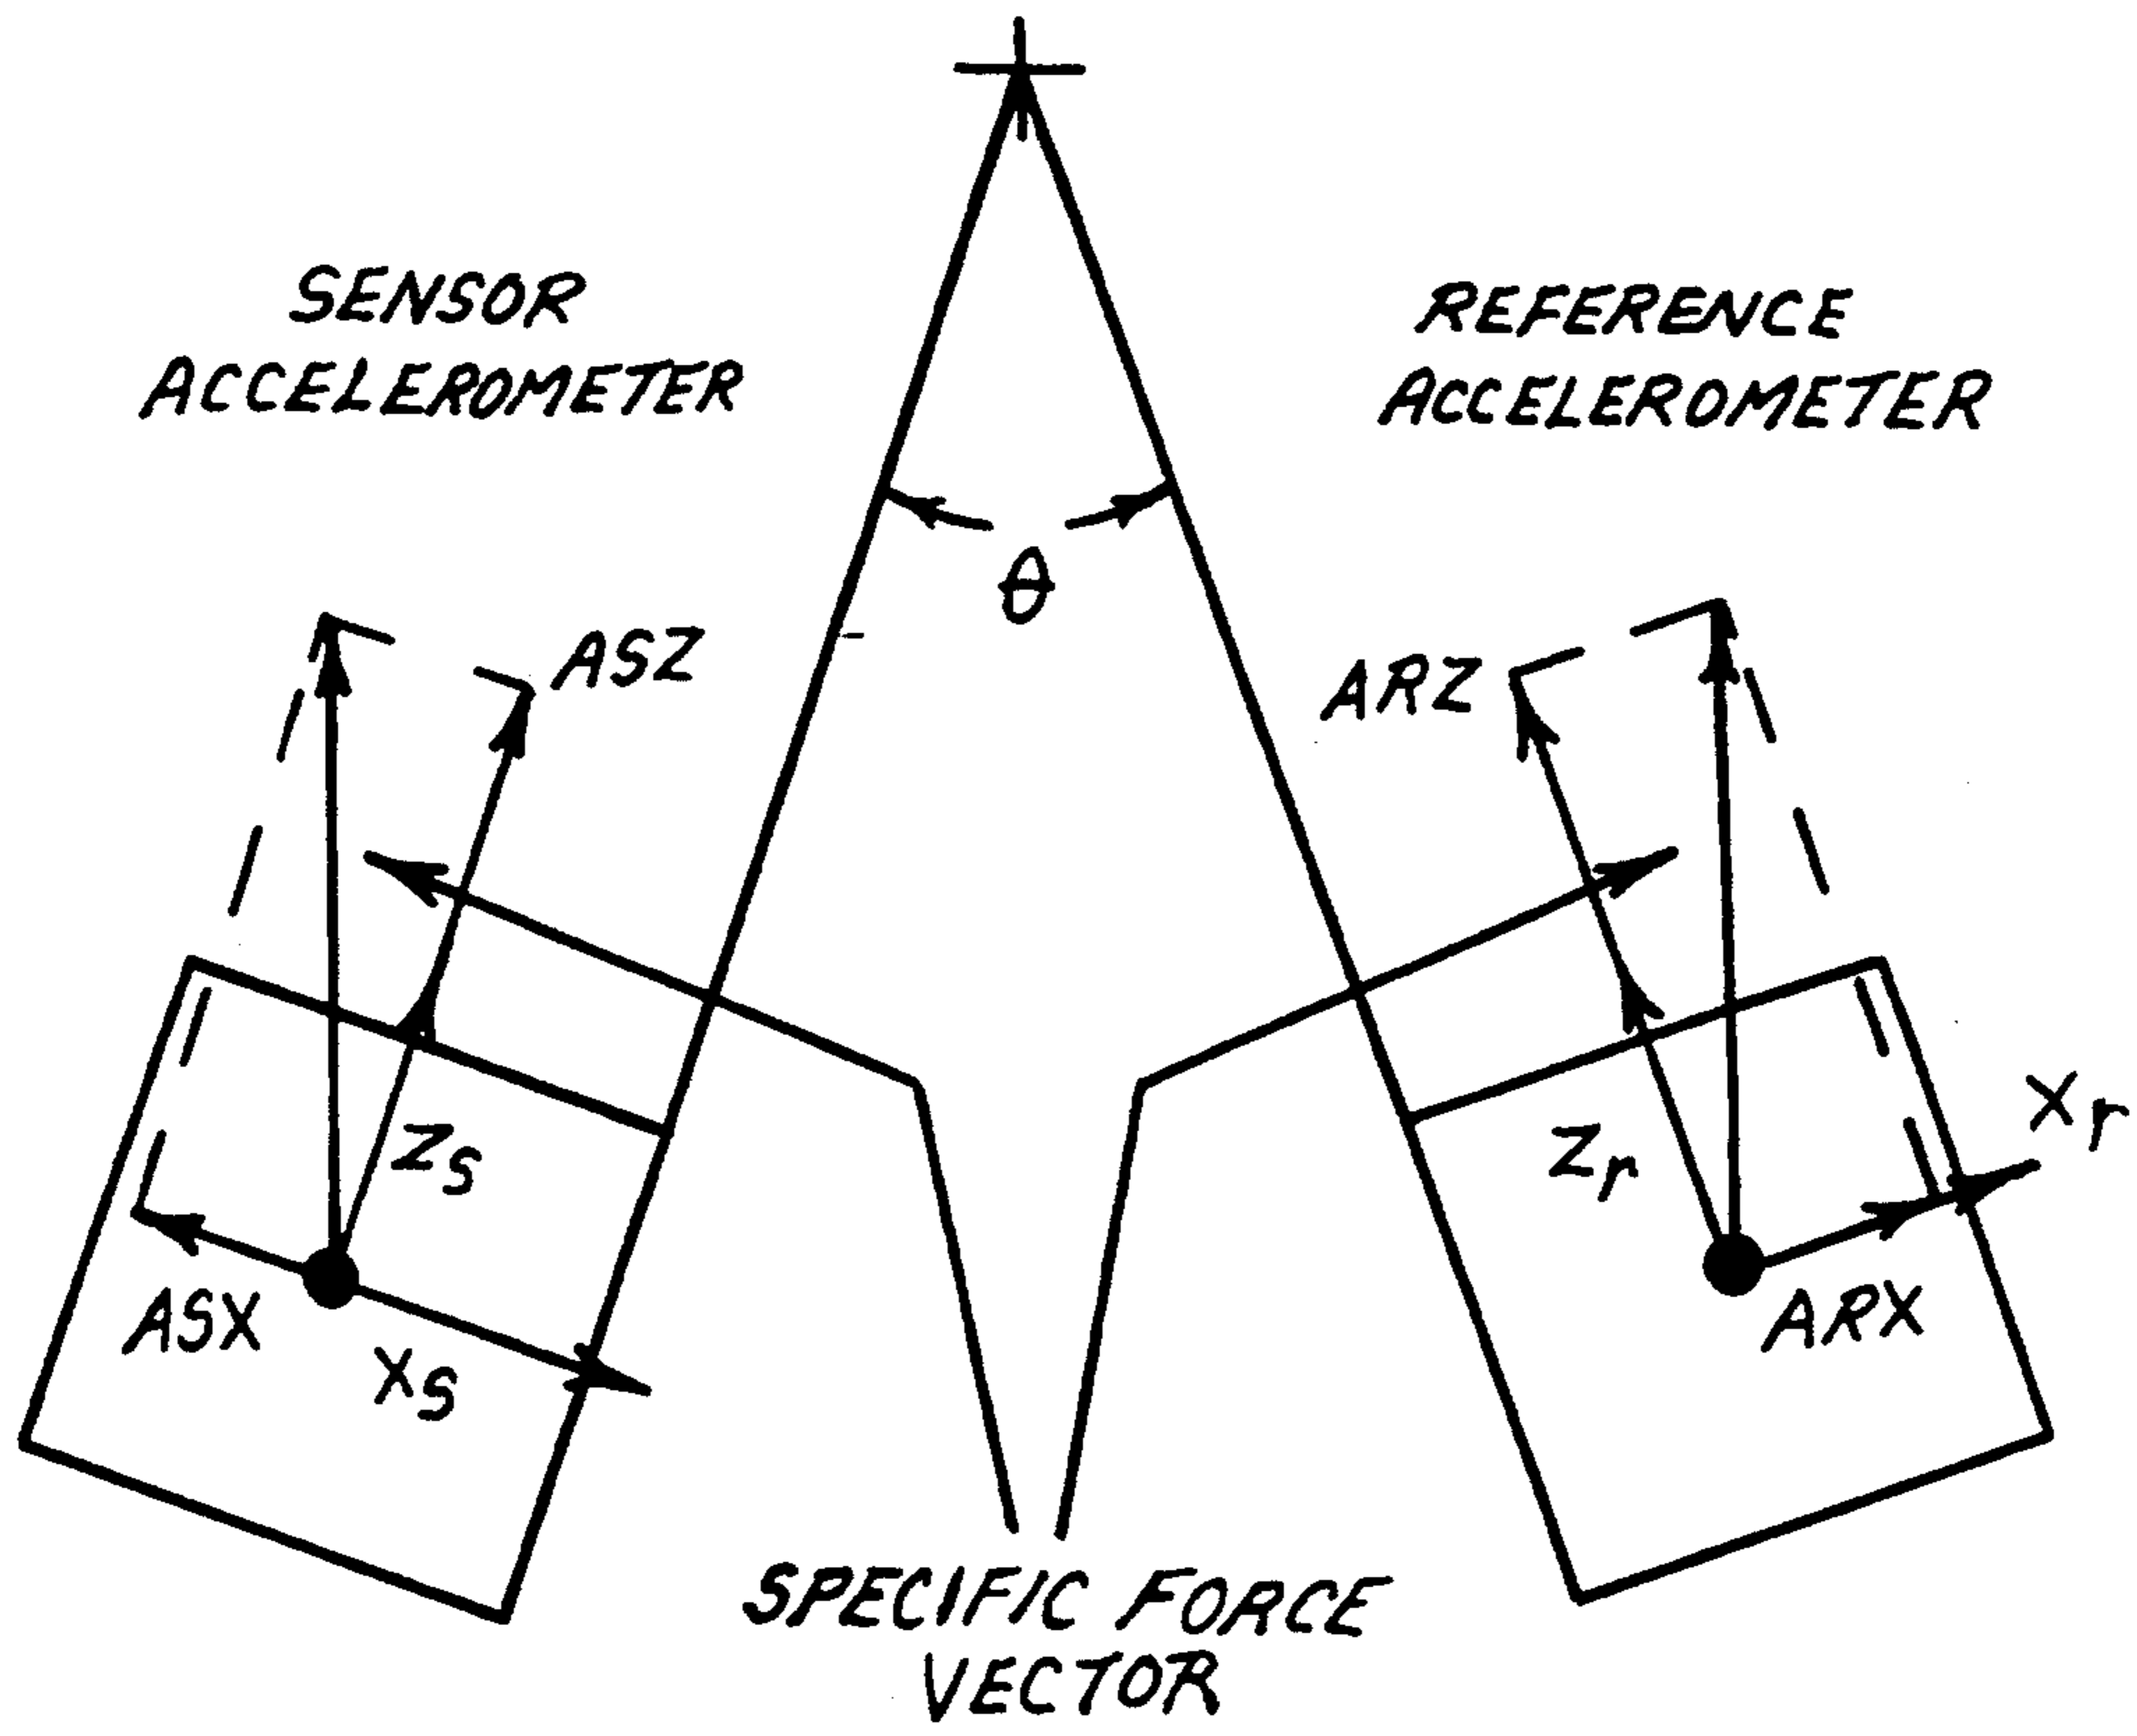 SENSOR
ACCELEROMETER
REFERENCE
ACCELEROMETER
θ
ASZ
ARZ
Zs
Zr
Xr
ASX
Xs
ARX
SPECIFIC FORCE
VECTOR